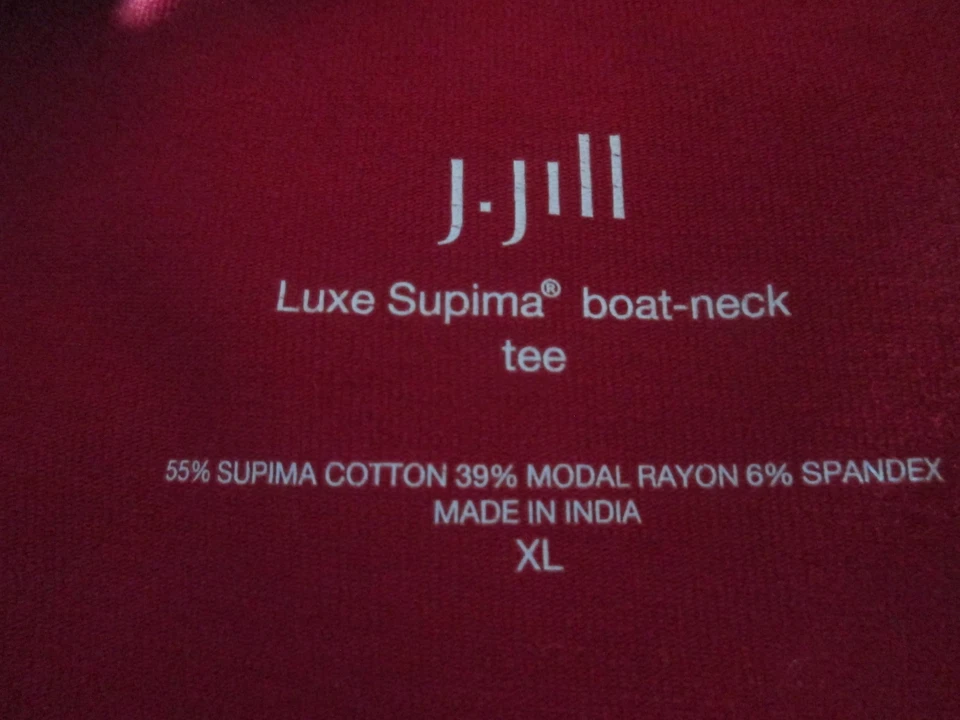 J.Jill
Luxe Supima® boat-neck
tee
55% SUPIMA COTTON 39% MODAL RAYON 6% SPANDEX
MADE IN INDIA
XL